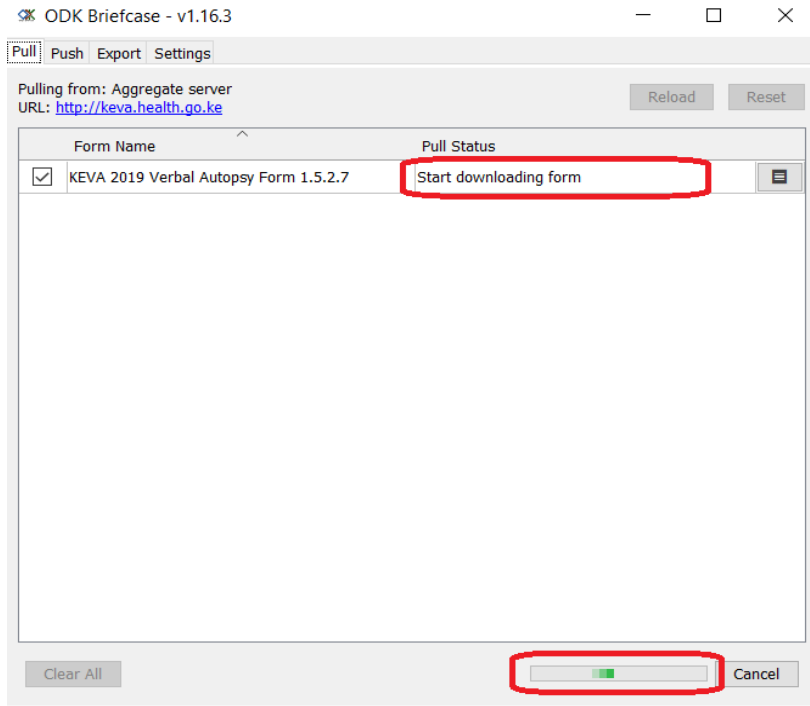 ODK Briefcase - v1.16.3
Pull Push Export Settings
Pulling from: Aggregate server
URL: http://keva.health.go.ke
Reload Reset
Form Name Pull Status
KEVA 2019 Verbal Autopsy Form 1.5.2.7 Start downloading form
Clear All Cancel